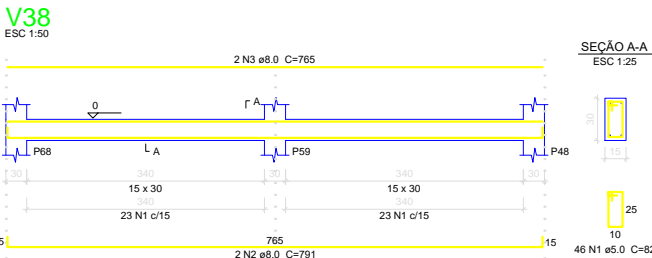 V38
ESC 1:50
SEÇÃO A-A
ESC 1:25
2 N3 ø8.0 C=765
0
A
A
P68
P59
P48
30
340
30
340
30
15 x 30
15 x 30
340
340
23 N1 c/15
23 N1 c/15
30
15
25
10
46 N1 ø5.0 C=82
765
15
2 N2 ø8.0 C=791